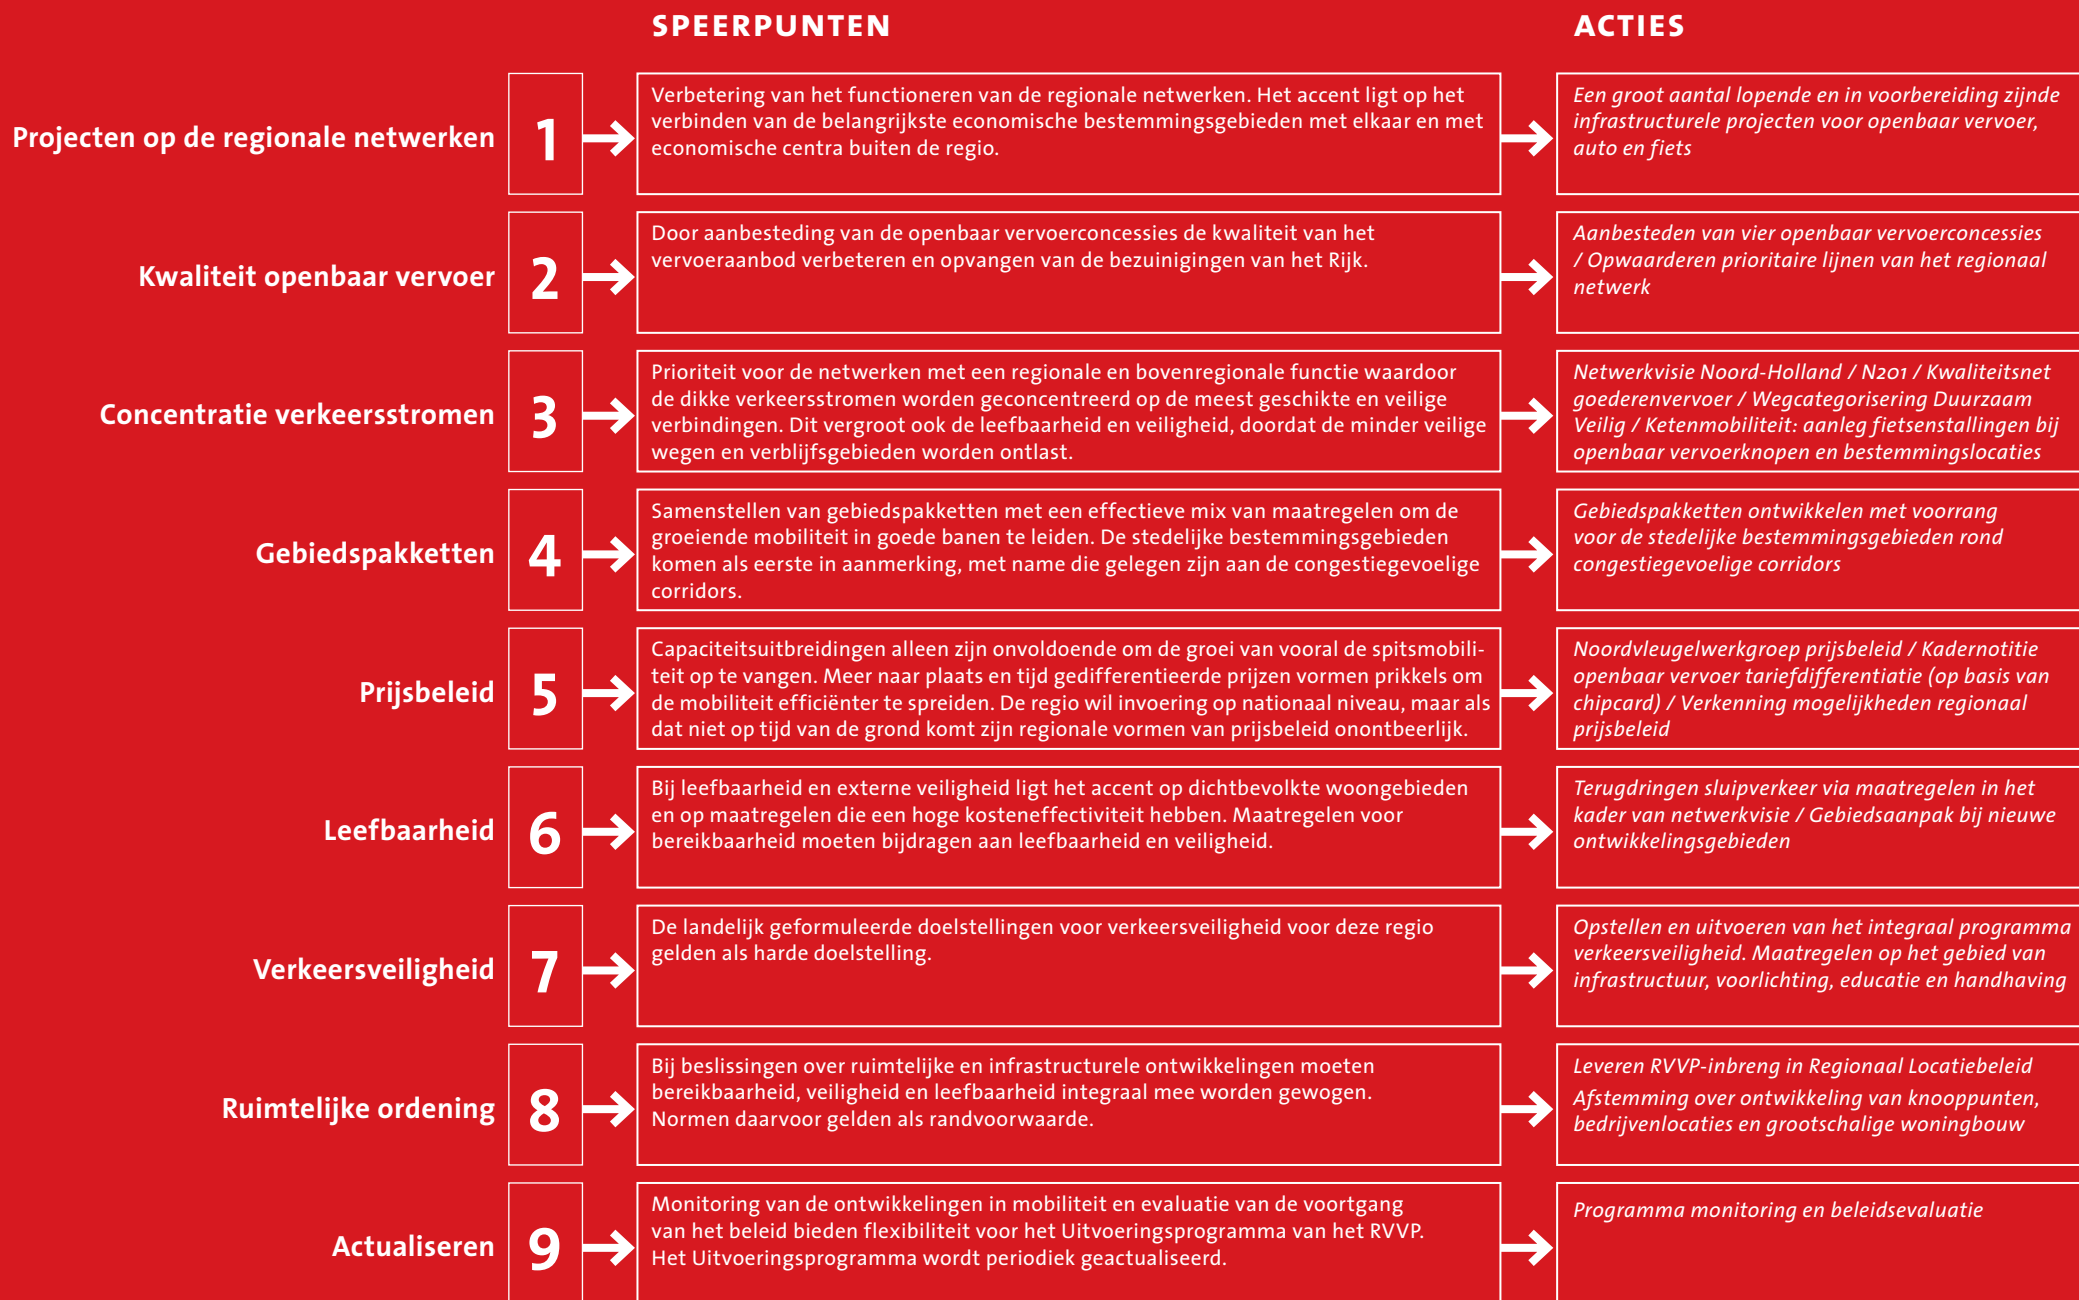 SPEERPUNTEN
ACTIES
Projecten op de regionale netwerken
1
Verbetering van het functioneren van de regionale netwerken. Het accent ligt op het
verbinden van de belangrijkste economische bestemmingsgebieden met elkaar en met
economische centra buiten de regio.
Een groot aantal lopende en in voorbereiding zijnde
infrastructurele projecten voor openbaar vervoer,
auto en fiets
Kwaliteit openbaar vervoer
2
Door aanbesteding van de openbaar vervoerconcessies de kwaliteit van het
vervoeraanbod verbeteren en opvangen van de bezuinigingen van het Rijk.
Aanbesteden van vier openbaar vervoerconcessies
/ Opwaarderen prioritaire lijnen van het regionaal
netwerk
Concentratie verkeersstromen
3
Prioriteit voor de netwerken met een regionale en bovenregionale functie waardoor
de dikke verkeersstromen worden geconcentreerd op de meest geschikte en veilige
verbindingen. Dit vergroot ook de leefbaarheid en veiligheid, doordat de minder veilige
wegen en verblijfsgebieden worden ontlast.
Netwerkvisie Noord-Holland / N201 / Kwaliteitsnet
goederenvervoer / Wegcategorisering Duurzaam
Veilig / Ketenmobiliteit: aanleg fietsenstallingen bij
openbaar vervoerknopen en bestemmingslocaties
Gebiedspakketten
4
Samenstellen van gebiedspakketten met een effectieve mix van maatregelen om de
groeiende mobiliteit in goede banen te leiden. De stedelijke bestemmingsgebieden
komen als eerste in aanmerking, met name die gelegen zijn aan de congestiegevoelige
corridors.
Gebiedspakketten ontwikkelen met voorrang
voor de stedelijke bestemmingsgebieden rond
congestiegevoelige corridors
Prijsbeleid
5
Capaciteitsuitbreidingen alleen zijn onvoldoende om de groei van vooral de spitsmobili-
teit op te vangen. Meer naar plaats en tijd gedifferentieerde prijzen vormen prikkels om
de mobiliteit efficiënter te spreiden. De regio wil invoering op nationaal niveau, maar als
dat niet op tijd van de grond komt zijn regionale vormen van prijsbeleid onontbeerlijk.
Noordvleugelwerkgroep prijsbeleid / Kadernotitie
openbaar vervoer tariefdifferentiatie (op basis van
chipcard) / Verkenning mogelijkheden regionaal
prijsbeleid
Leefbaarheid
6
Bij leefbaarheid en externe veiligheid ligt het accent op dichtbevolkte woongebieden
en op maatregelen die een hoge kosteneffectiviteit hebben. Maatregelen voor
bereikbaarheid moeten bijdragen aan leefbaarheid en veiligheid.
Terugdringen sluipverkeer via maatregelen in het
kader van netwerkvisie / Gebiedsaanpak bij nieuwe
ontwikkelingsgebieden
Verkeersveiligheid
7
De landelijk geformuleerde doelstellingen voor verkeersveiligheid voor deze regio
gelden als harde doelstelling.
Opstellen en uitvoeren van het integraal programma
verkeersveiligheid. Maatregelen op het gebied van
infrastructuur, voorlichting, educatie en handhaving
Ruimtelijke ordening
8
Bij beslissingen over ruimtelijke en infrastructurele ontwikkelingen moeten
bereikbaarheid, veiligheid en leefbaarheid integraal mee worden gewogen.
Normen daarvoor gelden als randvoorwaarde.
Leveren RVVP-inbreng in Regionaal Locatiebeleid
Afstemming over ontwikkeling van knooppunten,
bedrijvenlocaties en grootschalige woningbouw
Actualiseren
9
Monitoring van de ontwikkelingen in mobiliteit en evaluatie van de voortgang
van het beleid bieden flexibiliteit voor het Uitvoeringsprogramma van het RVVP.
Het Uitvoeringsprogramma wordt periodiek geactualiseerd.
Programma monitoring en beleidsevaluatie